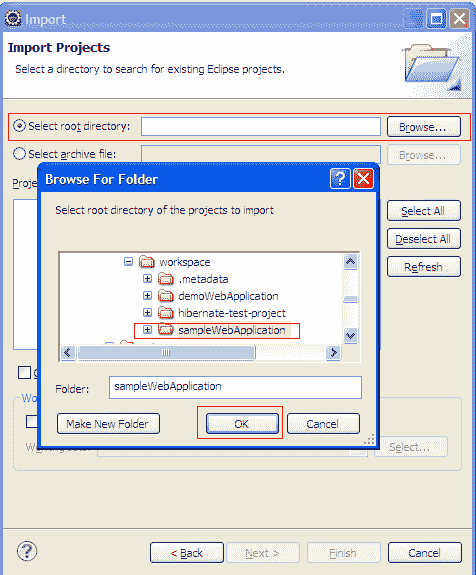 Import
Import Projects
Select a directory to search for existing Eclipse projects.
Select root directory:
Browse...
Select archive file:
Browse...
Browse For Folder
Select root directory of the projects to import
Select All
Deselect All
Refresh
workspace
.metadata
demoWebApplication
hibernate-test-project
sampleWebApplication
Folder:
sampleWebApplication
Make New Folder
OK
Cancel
Select...
?
< Back
Next >
Finish
Cancel